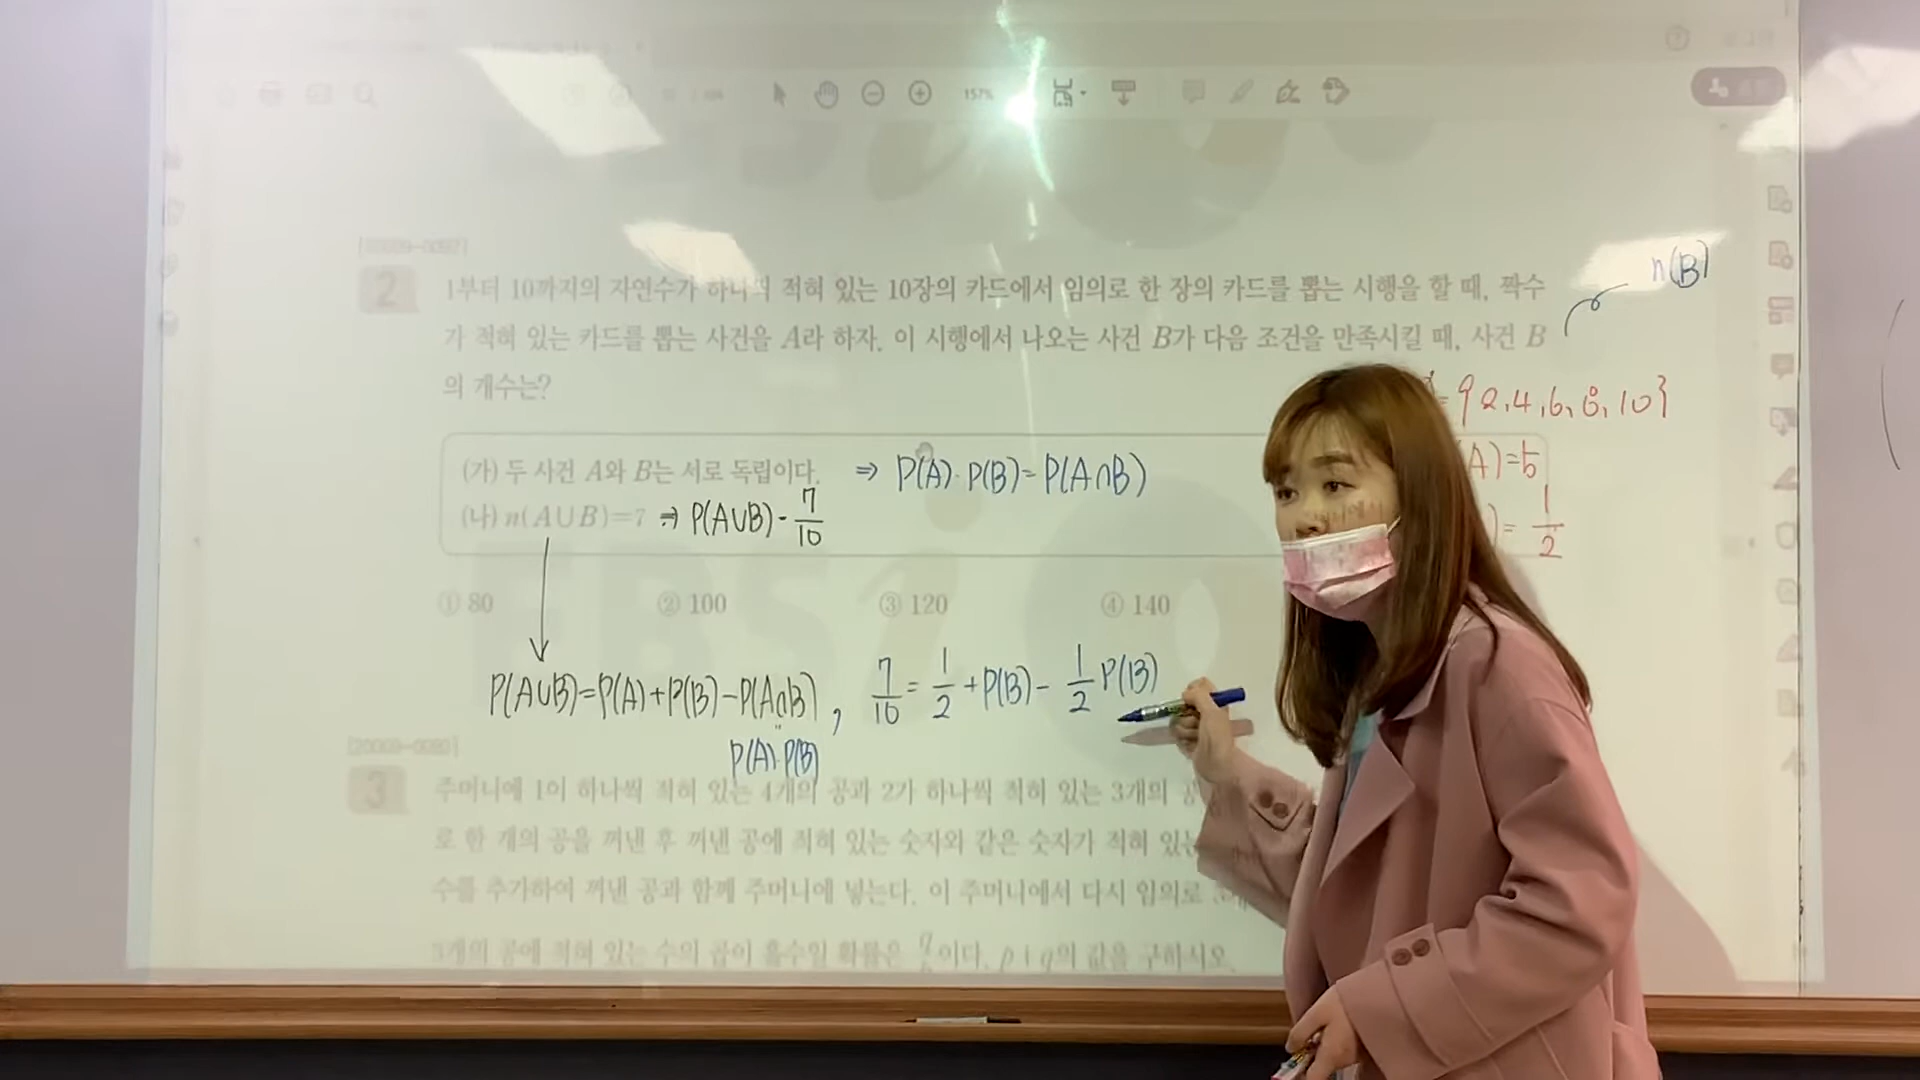 157%
n(B)
2
1부터 10까지의 자연수가 하나씩 적혀 있는 10장의 카드에서 임의로 한 장의 카드를 뽑는 시행을 할 때, 짝수
가 적혀 있는 카드를 뽑는 사건을 A라 하자. 이 시행에서 나오는 사건 B가 다음 조건을 만족시킬 때, 사건 B
의 개수는?
={2,4,6,8,10}
(가) 두 사건 A와 B는 서로 독립이다. ⇒ P(A)·P(B)=P(A∩B)
A)=5
(나) n(A∪B)=7 ⇒ P(A∪B)-7/10
)=1/2
① 80 ② 100 ③ 120 ④ 140
P(A∪B)=P(A)+P(B)-P(A∩B), 7/10=1/2+P(B)-1/2P(B)
P(A)·P(B)
3
주머니에 1이 하나씩 적혀 있는 4개의 공과 2가 하나씩 적혀 있는 3개의 공
로 한 개의 공을 꺼낸 후 꺼낸 공에 적혀 있는 숫자와 같은 숫자가 적혀 있는
수를 추가하여 꺼낸 공과 함께 주머니에 넣는다. 이 주머니에서 다시 임의로
3개의 공에 적혀 있는 수의 곱이 홀수일 확률은 이다. p+q의 값을 구하시오.